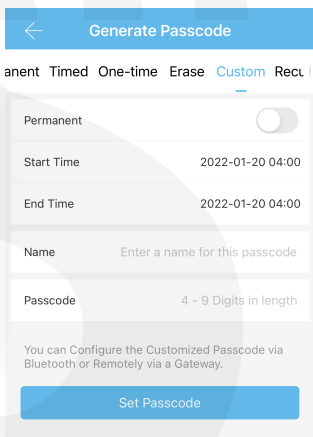 Generate Passcode
anent Timed One-time Erase Custom Recu
Permanent
Start Time 2022-01-20 04:00
End Time 2022-01-20 04:00
Name Enter a name for this passcode
Passcode 4 - 9 Digits in length
You can Configure the Customized Passcode via
Bluetooth or Remotely via a Gateway.
Set Passcode